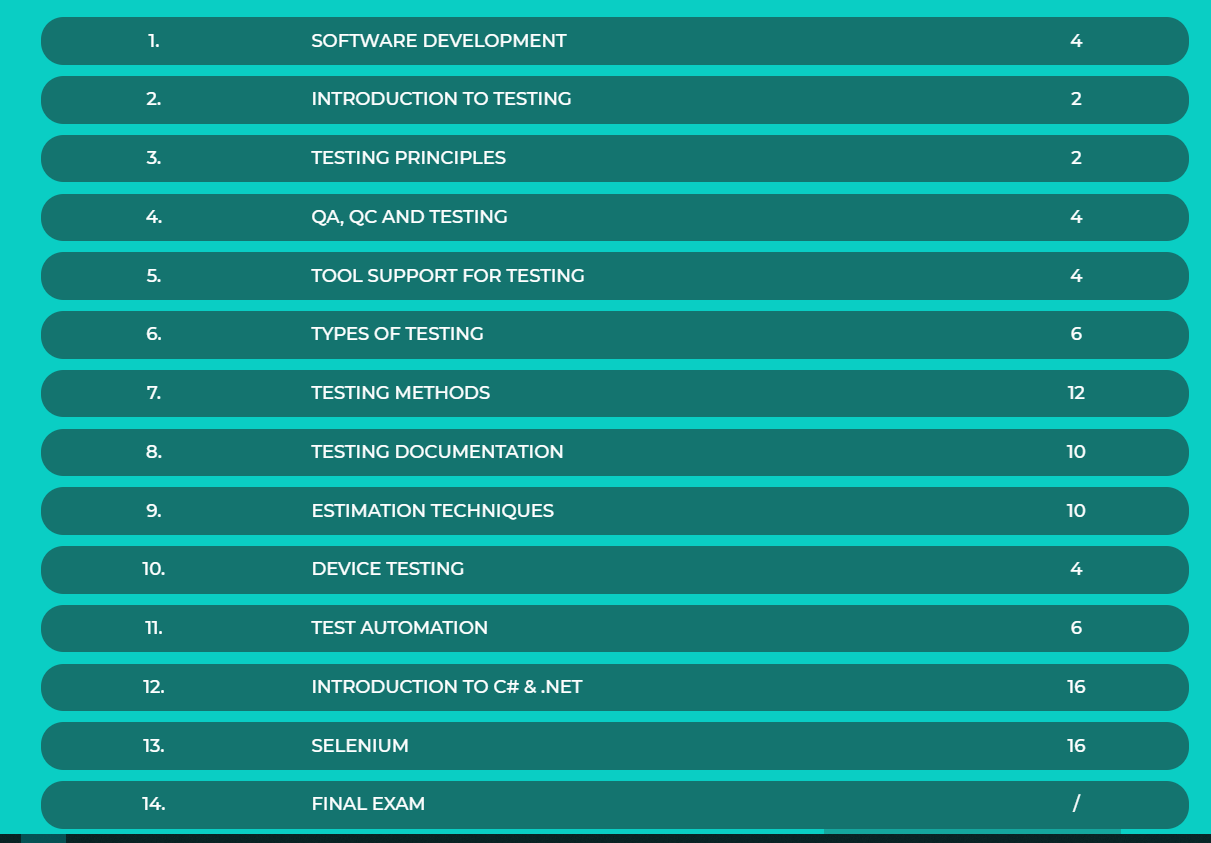 1. SOFTWARE DEVELOPMENT 4
2. INTRODUCTION TO TESTING 2
3. TESTING PRINCIPLES 2
4. QA, QC AND TESTING 4
5. TOOL SUPPORT FOR TESTING 4
6. TYPES OF TESTING 6
7. TESTING METHODS 12
8. TESTING DOCUMENTATION 10
9. ESTIMATION TECHNIQUES 10
10. DEVICE TESTING 4
11. TEST AUTOMATION 6
12. INTRODUCTION TO C# & .NET 16
13. SELENIUM 16
14. FINAL EXAM /